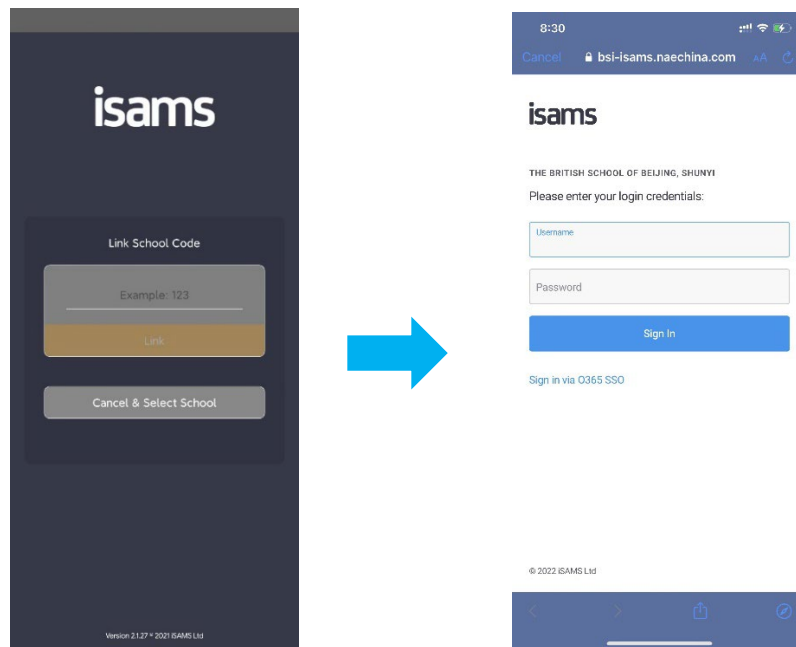 isams
Link School Code
Example: 123
Link
Cancel & Select School
Version 2.1.27 © 2021 iSAMS Ltd
8:30
Cancel bsi-isams.naechina.com AA
isams
THE BRITISH SCHOOL OF BEIJING, SHUNYI
Please enter your login credentials:
Username
Password
Sign In
Sign in via O365 SSO
© 2022 iSAMS Ltd